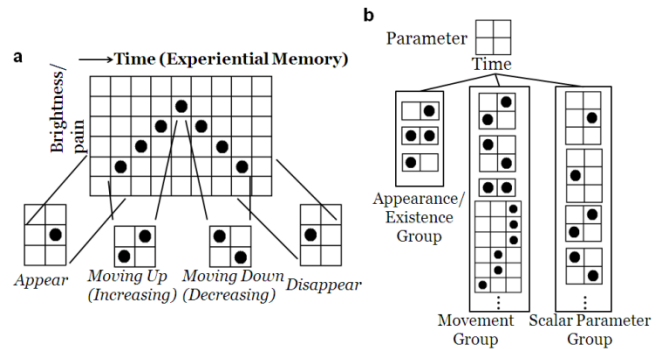 a
Time (Experiential Memory)
Brightness/
pain
Appear
Moving Up
(Increasing)
Moving Down
(Decreasing)
Disappear
b
Parameter
Time
Appearance/
Existence
Group
Movement
Group
Scalar Parameter
Group